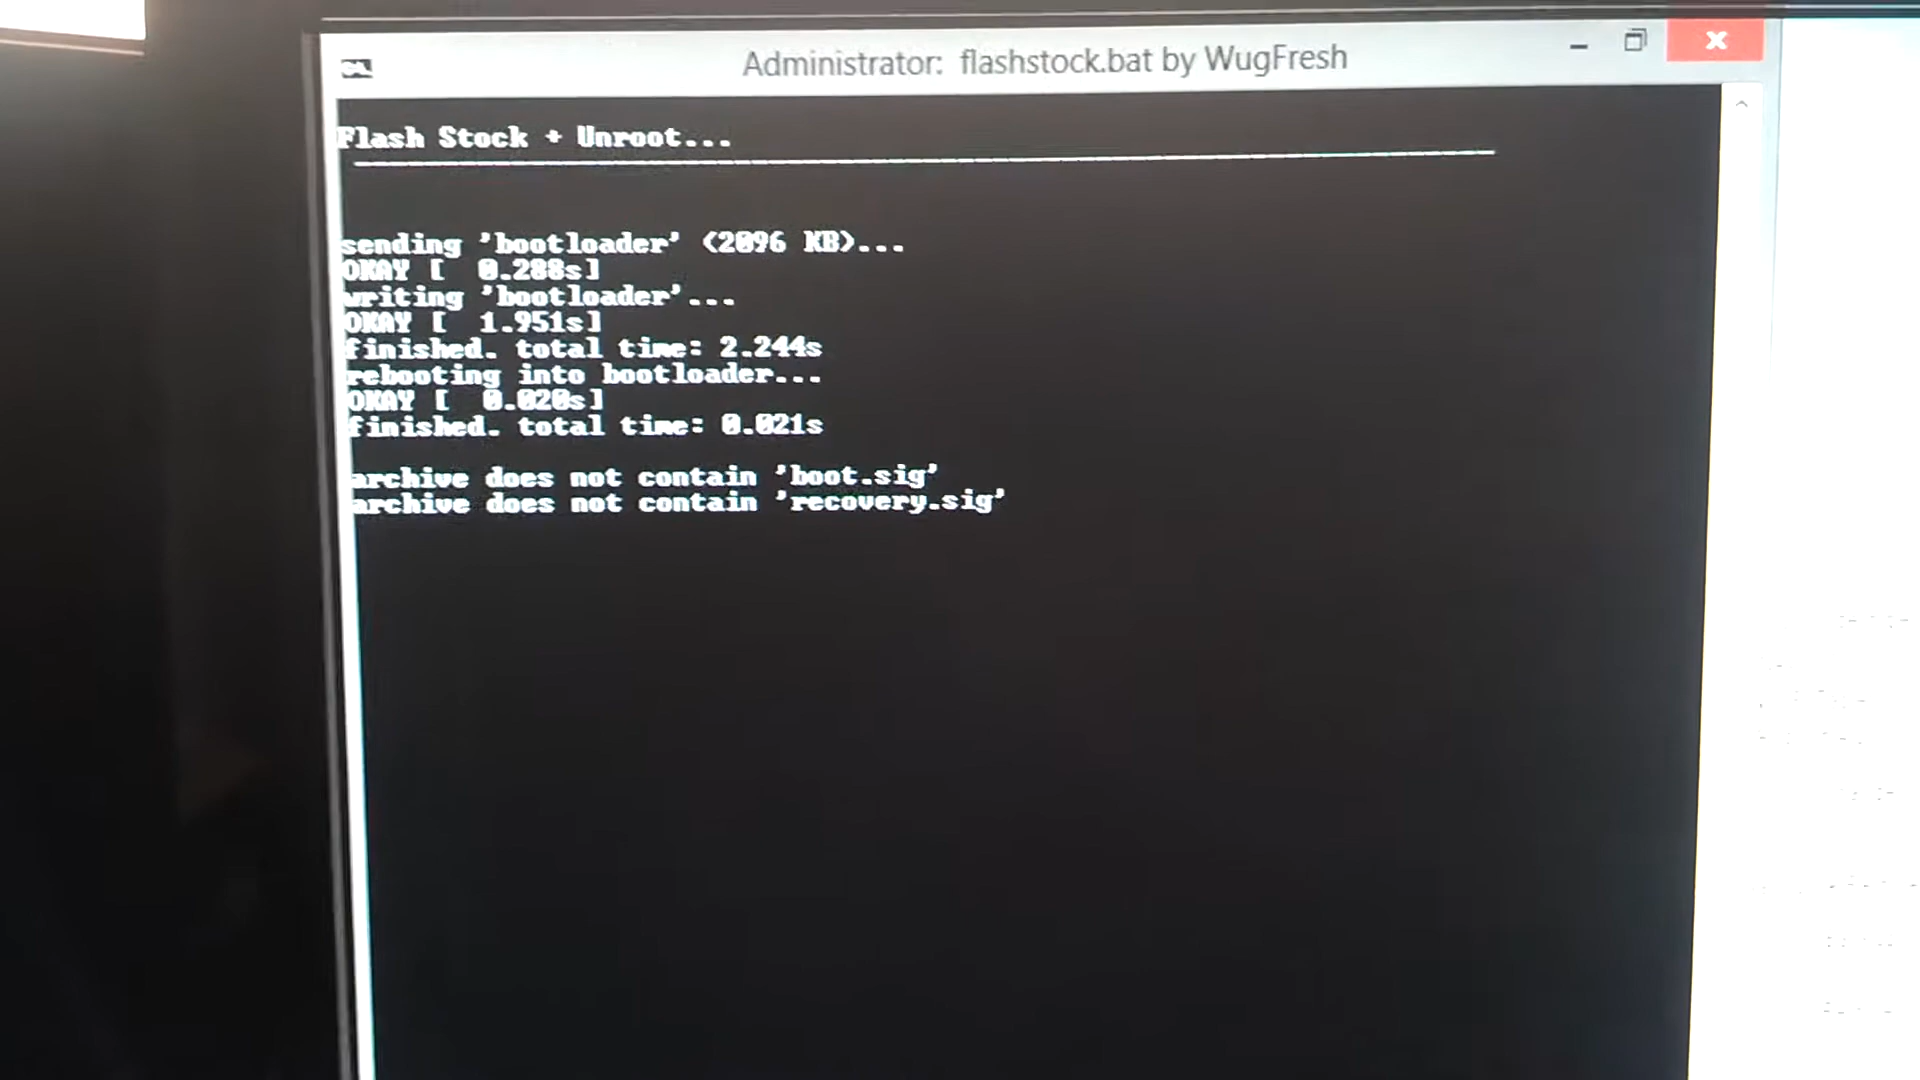 Administrator: flashstock.bat by WugFresh
Flash Stock + Unroot...
sending 'bootloader' (2096 KB)...
OKAY [  0.288s]
writing 'bootloader'...
OKAY [  1.951s]
finished. total time: 2.244s
rebooting into bootloader...
OKAY [  0.020s]
finished. total time: 0.021s
archive does not contain 'boot.sig'
archive does not contain 'recovery.sig'